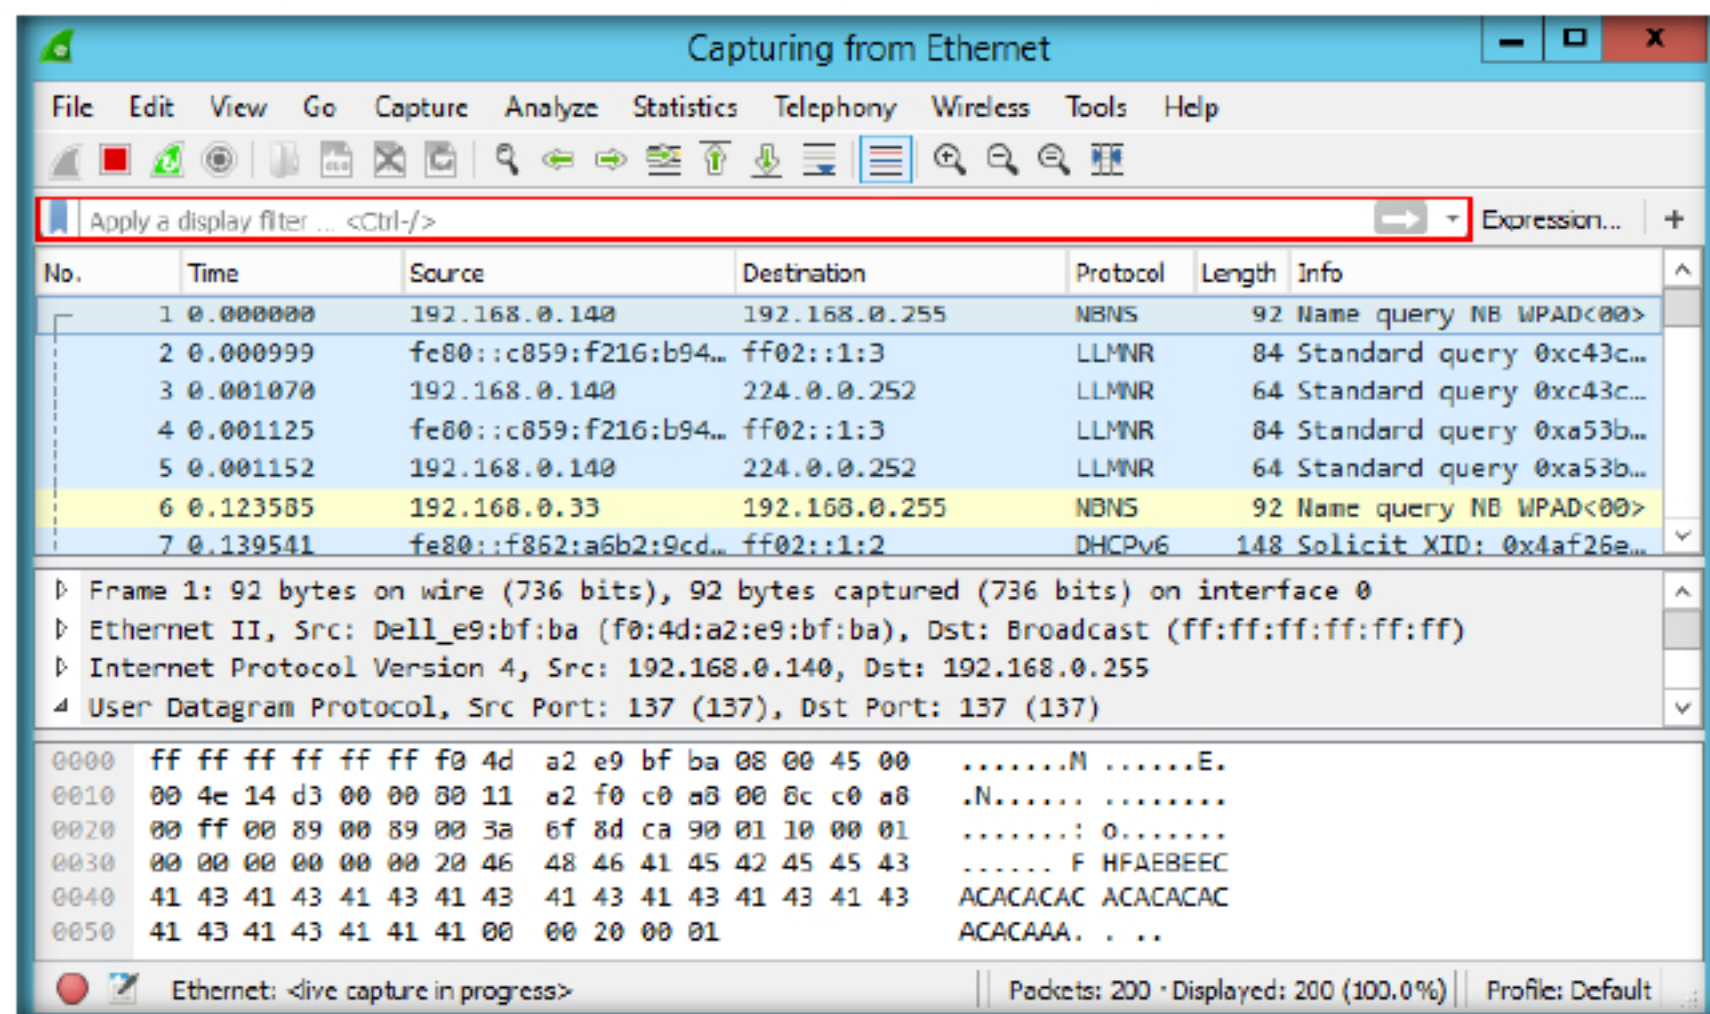 Capturing from Ethernet
File Edit View Go Capture Analyze Statistics Telephony Wireless Tools Help
Apply a display filter ... <Ctrl-/> Expression... +
No. Time Source Destination Protocol Length Info
1 0.000000 192.168.0.140 192.168.0.255 NBNS 92 Name query NB WPAD<00>
2 0.000999 fe80::c859:f216:b94… ff02::1:3 LLMNR 84 Standard query 0xc43c…
3 0.001070 192.168.0.140 224.0.0.252 LLMNR 64 Standard query 0xc43c…
4 0.001125 fe80::c859:f216:b94… ff02::1:3 LLMNR 84 Standard query 0xa53b…
5 0.001152 192.168.0.140 224.0.0.252 LLMNR 64 Standard query 0xa53b…
6 0.123585 192.168.0.33 192.168.0.255 NBNS 92 Name query NB WPAD<00>
7 0.139541 fe80::f862:a6b2:9cd… ff02::1:2 DHCPv6 148 Solicit XID: 0x4af26e…
Frame 1: 92 bytes on wire (736 bits), 92 bytes captured (736 bits) on interface 0
Ethernet II, Src: Dell_e9:bf:ba (f0:4d:a2:e9:bf:ba), Dst: Broadcast (ff:ff:ff:ff:ff:ff)
Internet Protocol Version 4, Src: 192.168.0.140, Dst: 192.168.0.255
User Datagram Protocol, Src Port: 137 (137), Dst Port: 137 (137)
0000 ff ff ff ff ff ff f0 4d a2 e9 bf ba 08 00 45 00 .......M ......E.
0010 00 4e 14 d3 00 00 80 11 a2 f0 c0 a8 00 8c c0 a8 .N...... ........
0020 00 ff 00 89 00 89 00 3a 6f 8d ca 90 01 10 00 01 .......: o.......
0030 00 00 00 00 00 00 20 46 48 46 41 45 42 45 45 43 ...... F HFAEBEEC
0040 41 43 41 43 41 43 41 43 41 43 41 43 41 43 41 43 ACACACAC ACACACAC
0050 41 43 41 43 41 41 41 00 00 20 00 01 ACACAAA. . ..
Ethernet: <live capture in progress> Packets: 200 · Displayed: 200 (100.0%) Profile: Default